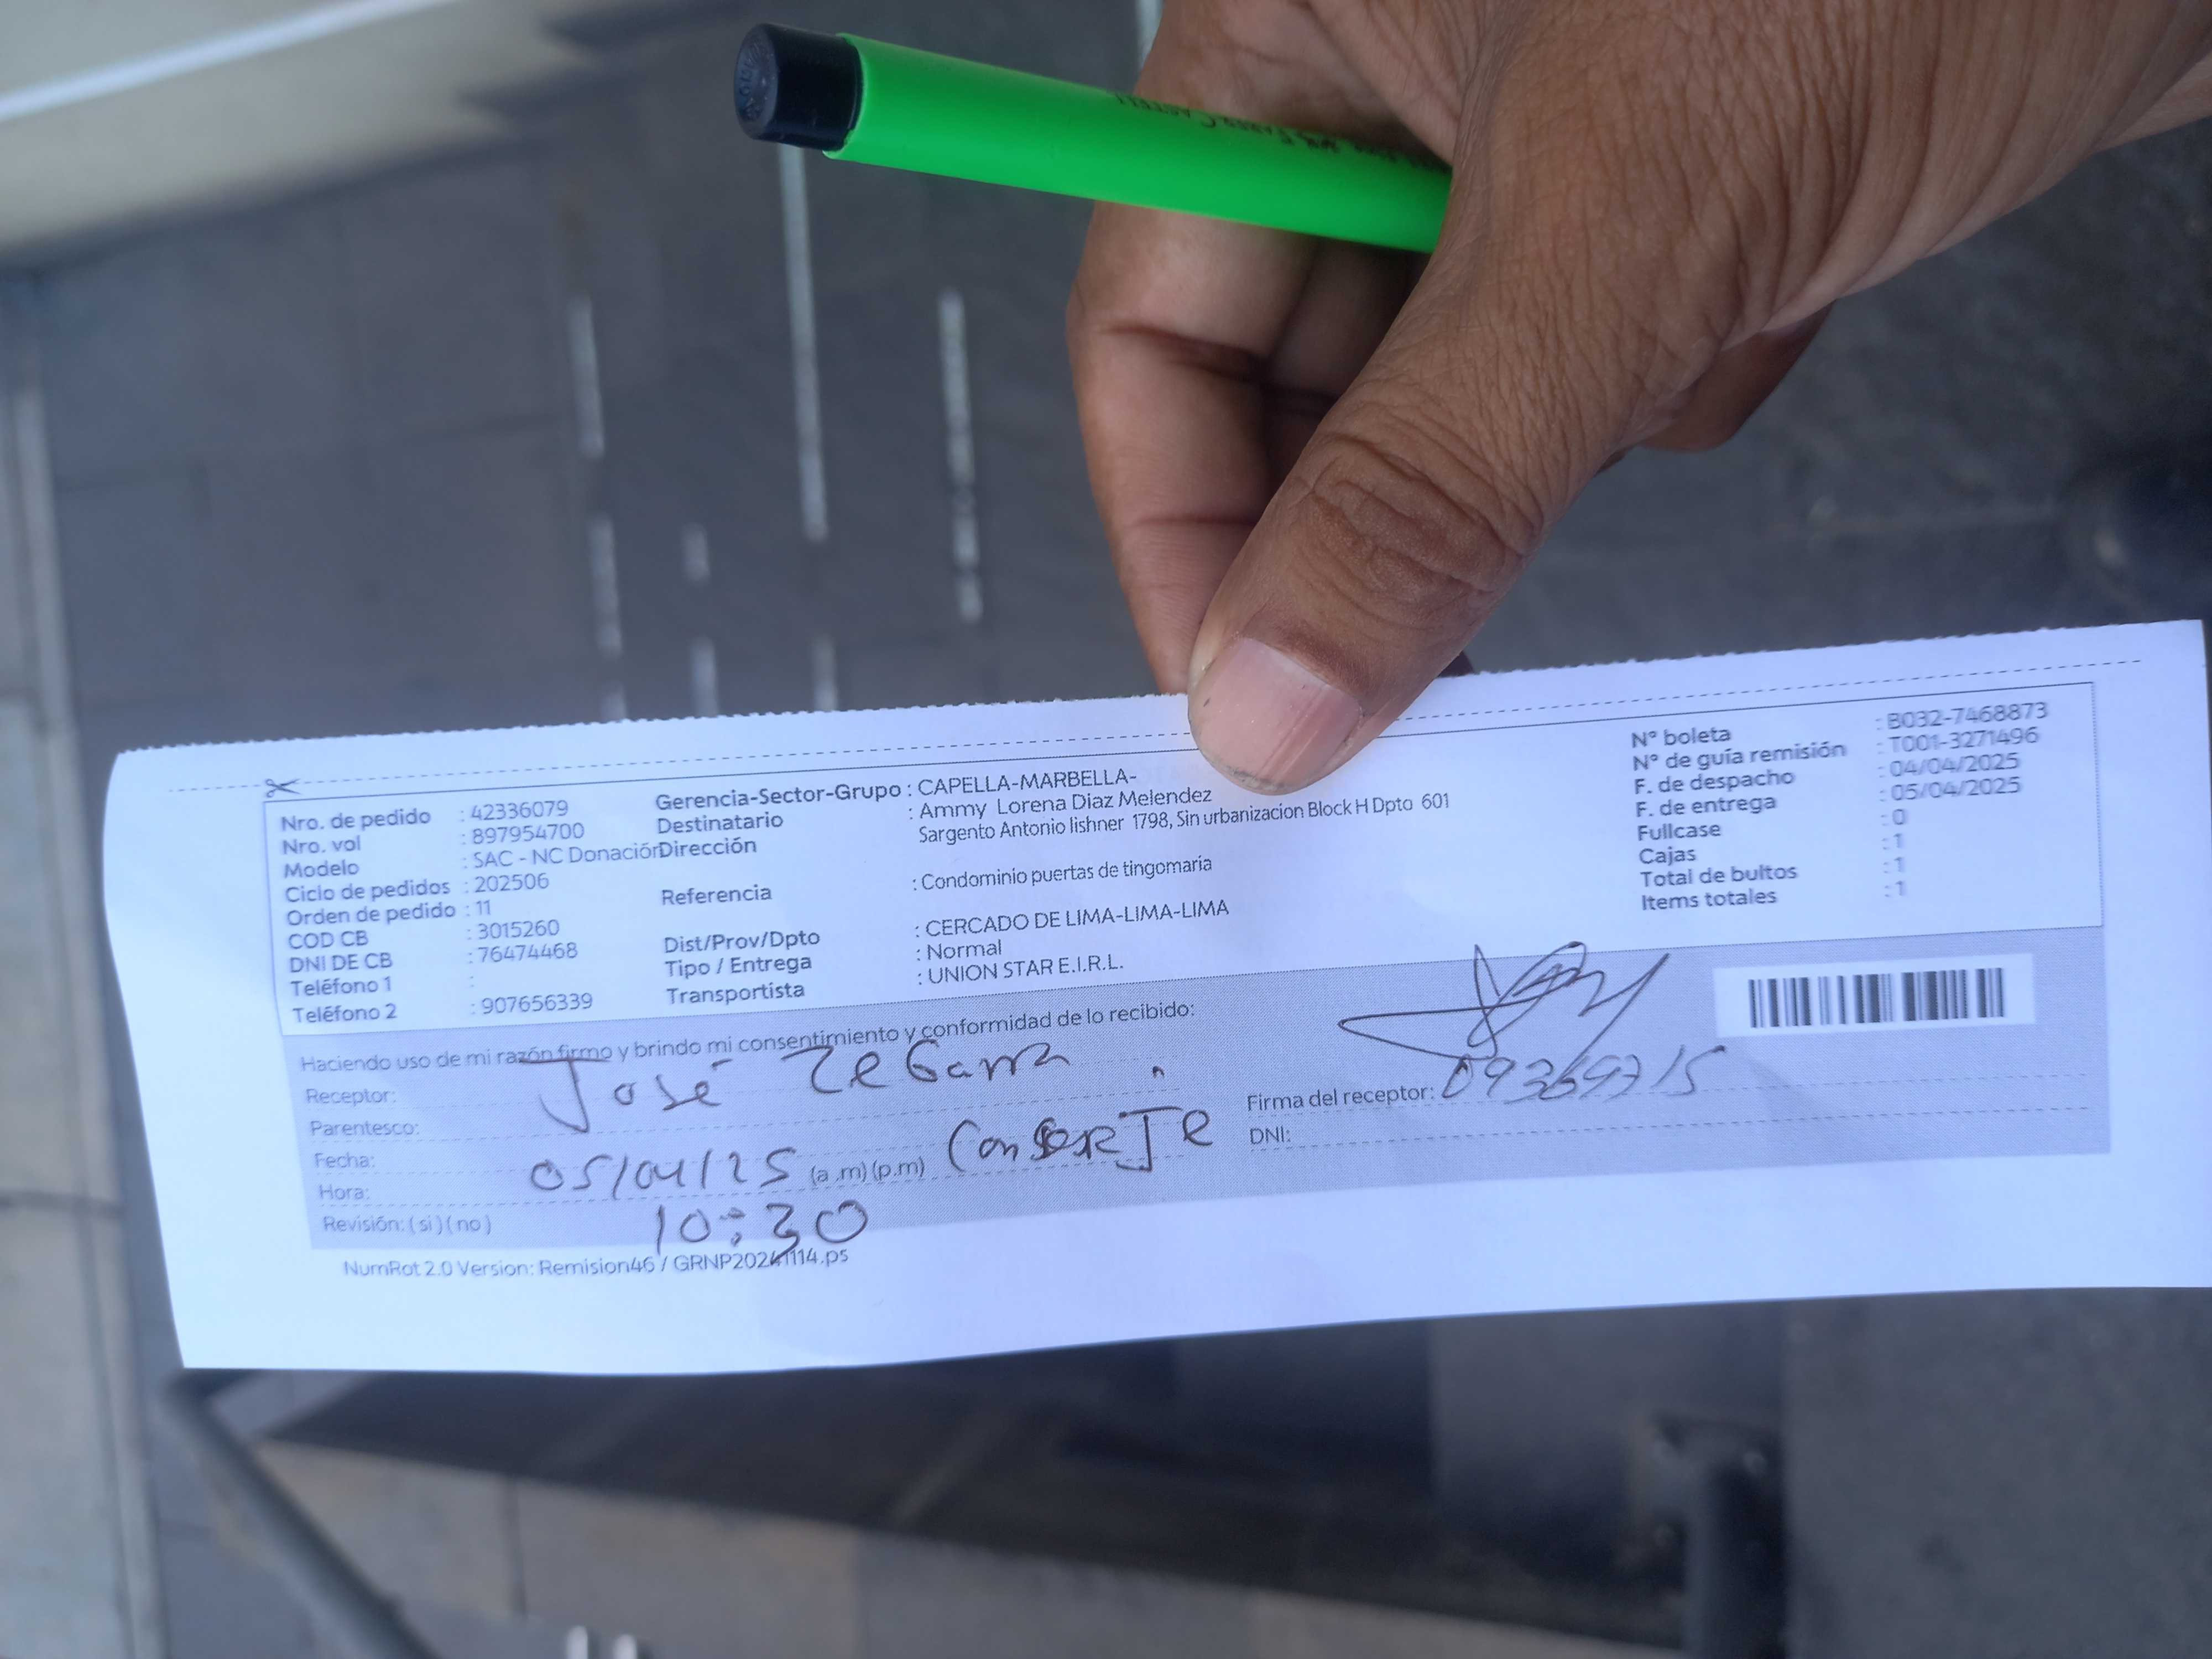 Nro. de pedido : 42336079
Nro. vol : 897954700
Modelo : SAC - NC Donación
Ciclo de pedidos : 202506
Orden de pedido : 11
COD CB : 3015260
DNI DE CB : 76474468
Teléfono 1 :
Teléfono 2 : 907656339
Gerencia-Sector-Grupo : CAPELLA-MARBELLA-
Destinatario : Ammy Lorena Diaz Melendez
Dirección Sargento Antonio lishner 1798, Sin urbanizacion Block H Dpto 601
Referencia : Condominio puertas de tingomaria
Dist/Prov/Dpto : CERCADO DE LIMA-LIMA-LIMA
Tipo / Entrega : Normal
Transportista : UNION STAR E.I.R.L.
N° boleta : B032-7468873
N° de guía remisión : T001-3271496
F. de despacho : 04/04/2025
F. de entrega : 05/04/2025
Fullcase : 0
Cajas : 1
Total de bultos : 1
Items totales : 1
Haciendo uso de mi razón firmo y brindo mi consentimiento y conformidad de lo recibido:
Receptor: José Zegarra
Parentesco: Conserje
Fecha: 05/04/25
Hora: 10:30 (a.m) (p.m)
Revisión: ( si ) ( no )
Firma del receptor:
DNI: 09369715
NumRot 2.0 Version: Remision46 / GRNP20241114.ps